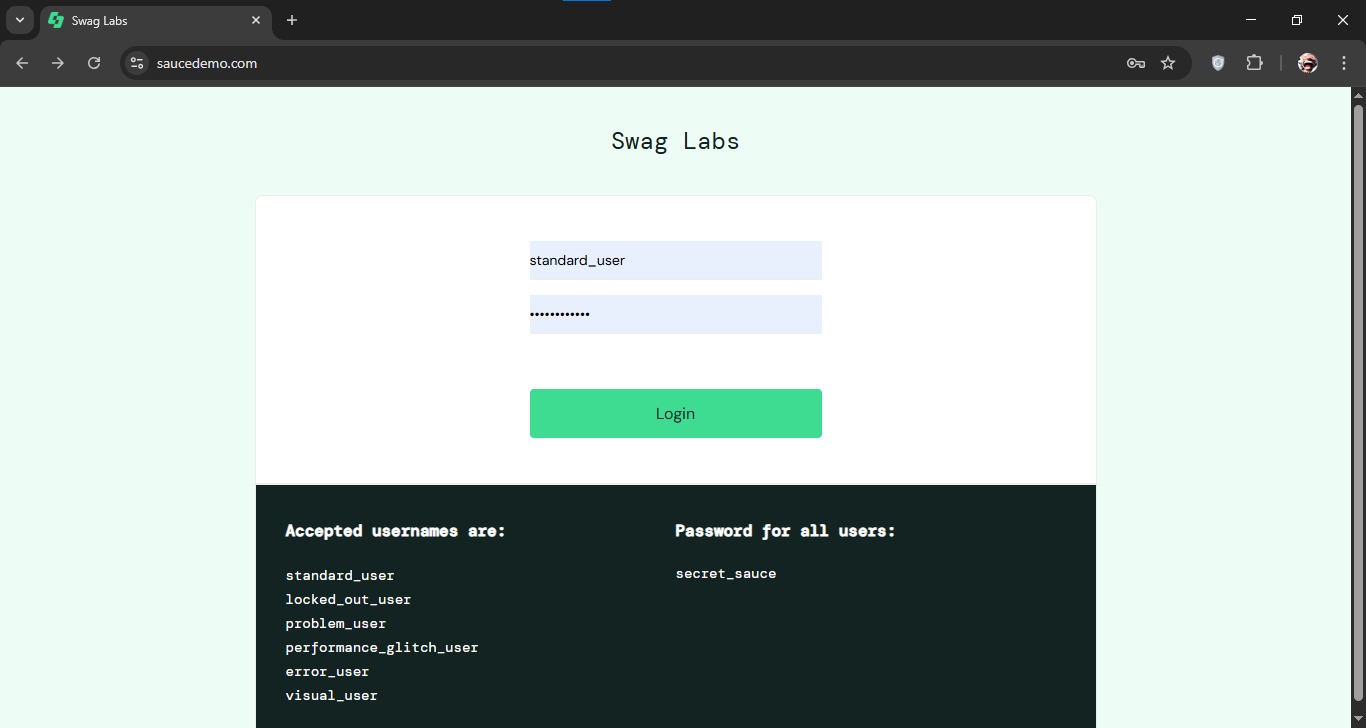 Swag Labs
saucedemo.com
Swag Labs
standard_user
••••••••••••
Login
Accepted usernames are:
standard_user
locked_out_user
problem_user
performance_glitch_user
error_user
visual_user
Password for all users:
secret_sauce